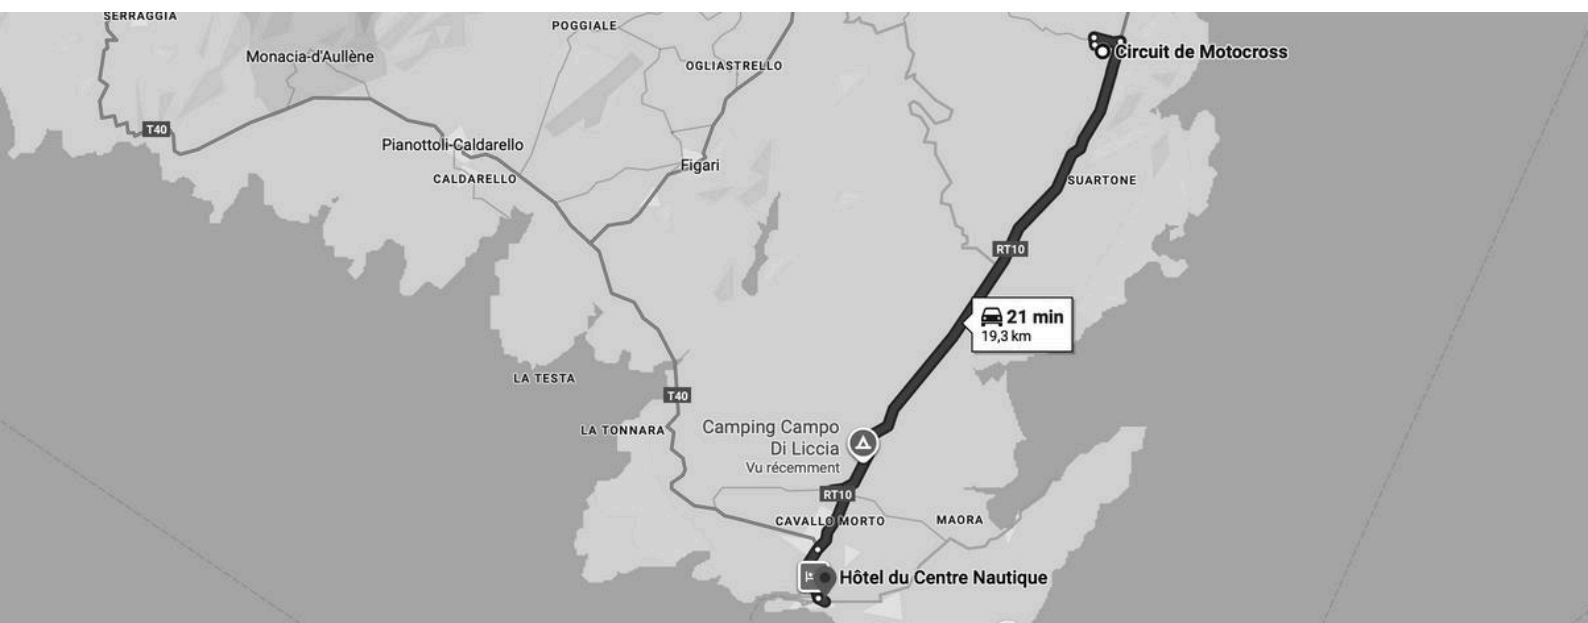 SERRAGGIA
POGGIALE
Monacia-d'Aullène
OGLIASTRELLO
Circuit de Motocross
T40
Pianottoli-Caldarello
CALDARELLO
Figari
SUARTONE
RT10
21 min
19,3 km
LA TESTA
T40
LA TONNARA
Camping Campo
Di Liccia
Vu récemment
RT10
CAVALLO MORTO
MAORA
Hôtel du Centre Nautique